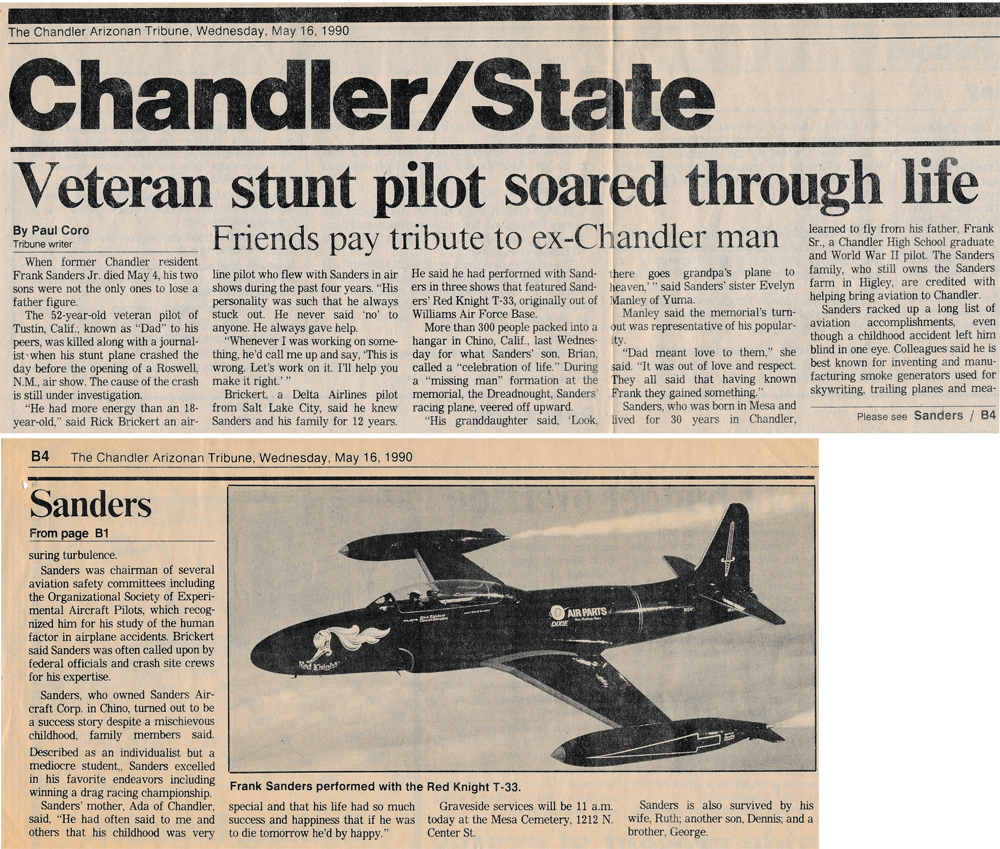 The Chandler Arizonan Tribune, Wednesday, May 16, 1990
Chandler/State
Veteran stunt pilot soared through life
Friends pay tribute to ex-Chandler man
By Paul Coro
Tribune writer
When former Chandler resident
Frank Sanders Jr. died May 4, his two
sons were not the only ones to lose a
father figure.
The 52-year-old veteran pilot of
Tustin, Calif., known as “Dad” to his
peers, was killed along with a journal-
ist when his stunt plane crashed the
day before the opening of a Roswell,
N.M., air show. The cause of the crash
is still under investigation.
“He had more energy than an 18-
year-old,” said Rick Brickert an air-
line pilot who flew with Sanders in air
shows during the past four years. “His
personality was such that he always
stuck out. He never said ‘no’ to
anyone. He always gave help.
“Whenever I was working on some-
thing, he’d call me up and say, ‘This is
wrong. Let’s work on it. I’ll help you
make it right.’ ”
Brickert, a Delta Airlines pilot
from Salt Lake City, said he knew
Sanders and his family for 12 years.
He said he had performed with Sand-
ers in three shows that featured Sand-
ers’ Red Knight T-33, originally out of
Williams Air Force Base.
More than 300 people packed into a
hangar in Chino, Calif., last Wednes-
day for what Sanders’ son, Brian,
called a “celebration of life.” During
a “missing man” formation at the
memorial, the Dreadnought, Sanders’
racing plane, veered off upward.
“His granddaughter said, ‘Look,
there goes grandpa’s plane to
heaven,’ ” said Sanders’ sister Evelyn
Manley of Yuma.
Manley said the memorial’s turn-
out was representative of his popular-
ity.
“Dad meant love to them,” she
said. “It was out of love and respect.
They all said that having known
Frank they gained something.”
Sanders, who was born in Mesa and
lived for 30 years in Chandler,
learned to fly from his father, Frank
Sr., a Chandler High School graduate
and World War II pilot. The Sanders
family, who still owns the Sanders
farm in Higley, are credited with
helping bring aviation to Chandler.
Sanders racked up a long list of
aviation accomplishments, even
though a childhood accident left him
blind in one eye. Colleagues said he is
best known for inventing and manu-
facturing smoke generators used for
skywriting, trailing planes and mea-
Please see Sanders / B4
B4 The Chandler Arizonan Tribune, Wednesday, May 16, 1990
Sanders
From page B1
suring turbulence.
Sanders was chairman of several
aviation safety committees including
the Organizational Society of Experi-
mental Aircraft Pilots, which recog-
nized him for his study of the human
factor in airplane accidents. Brickert
said Sanders was often called upon by
federal officials and crash site crews
for his expertise.
Sanders, who owned Sanders Air-
craft Corp. in Chino, turned out to be
a success story despite a mischievous
childhood, family members said.
Described as an individualist but a
mediocre student,, Sanders excelled
in his favorite endeavors including
winning a drag racing championship.
Sanders’ mother, Ada of Chandler,
said, “He had often said to me and
others that his childhood was very
Red Knight
D
DIXIE
AIR PARTS
Frank Sanders performed with the Red Knight T-33.
special and that his life had so much
success and happiness that if he was
to die tomorrow he’d by happy.”
Graveside services will be 11 a.m.
today at the Mesa Cemetery, 1212 N.
Center St.
Sanders is also survived by his
wife, Ruth; another son, Dennis; and a
brother, George.